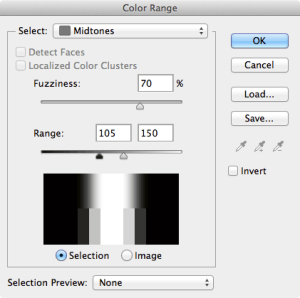 Color Range
Select: Midtones
OK
Detect Faces
Localized Color Clusters
Cancel
Fuzziness: 70 %
Load...
Range: 105 150
Save...
Invert
Selection Image
Selection Preview: None